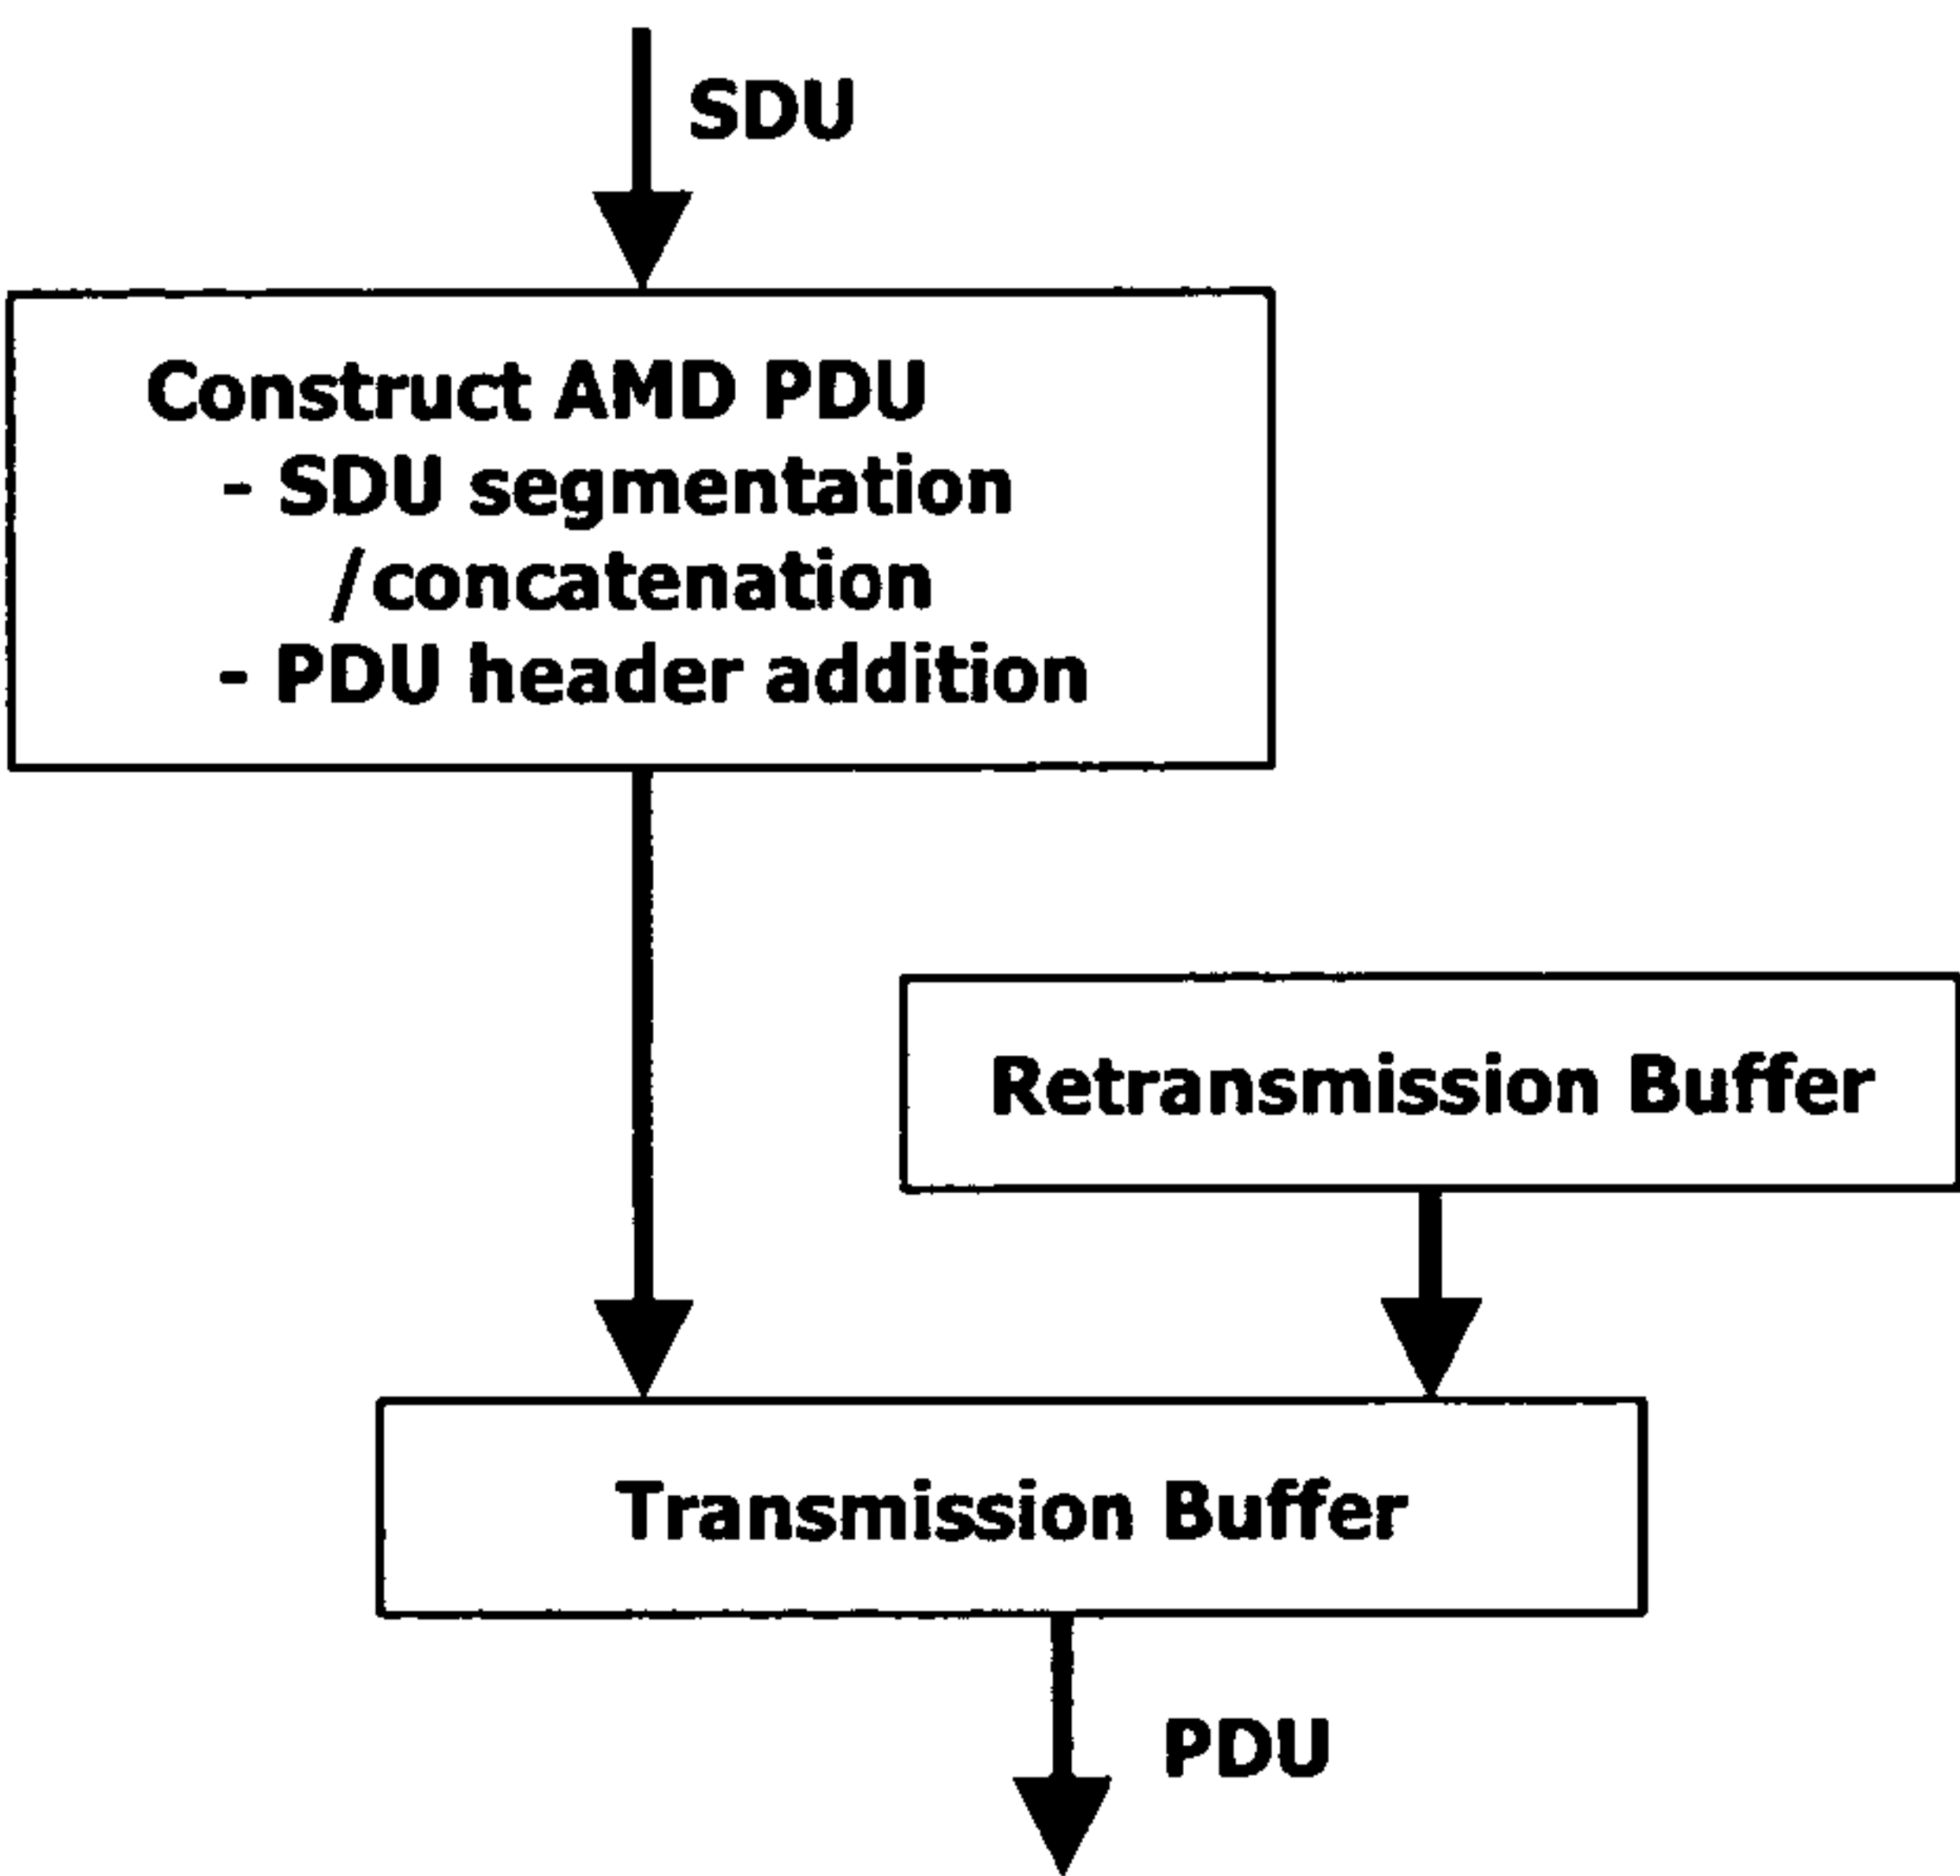 SDU
Construct AMD PDU
- SDU segmentation
/concatenation
- PDU header addition
Retransmission Buffer
Transmission Buffer
PDU